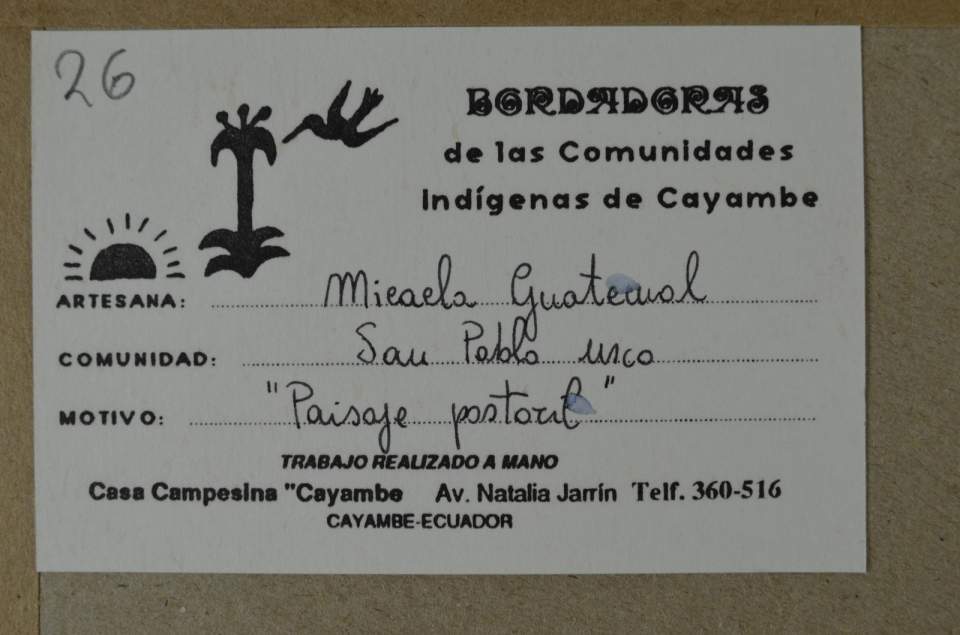 26
BORDADORAS
de las Comunidades
Indígenas de Cayambe
ARTESANA: Micaela Guatemal
COMUNIDAD: San Pablo urco
MOTIVO: "Paisaje pastoril"
TRABAJO REALIZADO A MANO
Casa Campesina "Cayambe Av. Natalia Jarrín Telf. 360-516
CAYAMBE-ECUADOR